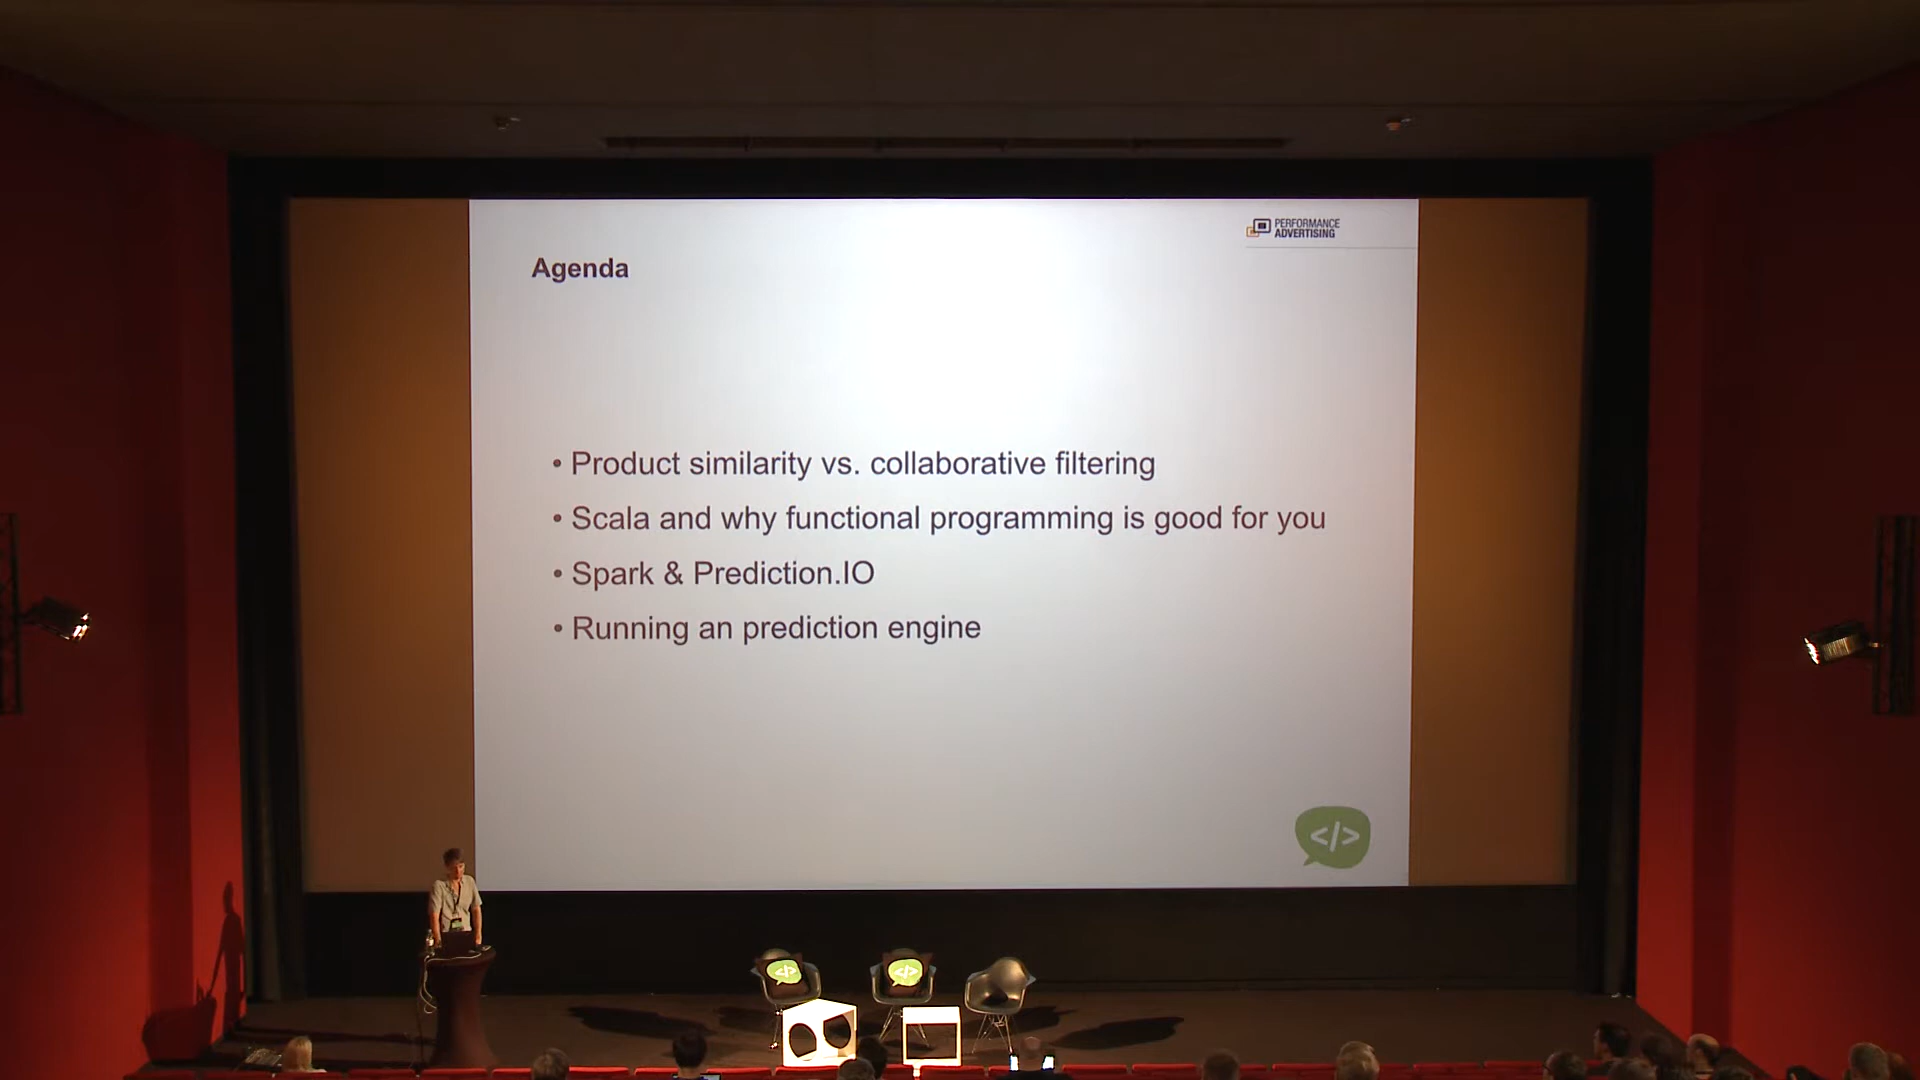 PERFORMANCE
ADVERTISING
Agenda
• Product similarity vs. collaborative filtering
• Scala and why functional programming is good for you
• Spark & Prediction.IO
• Running an prediction engine
</>
</>
</>